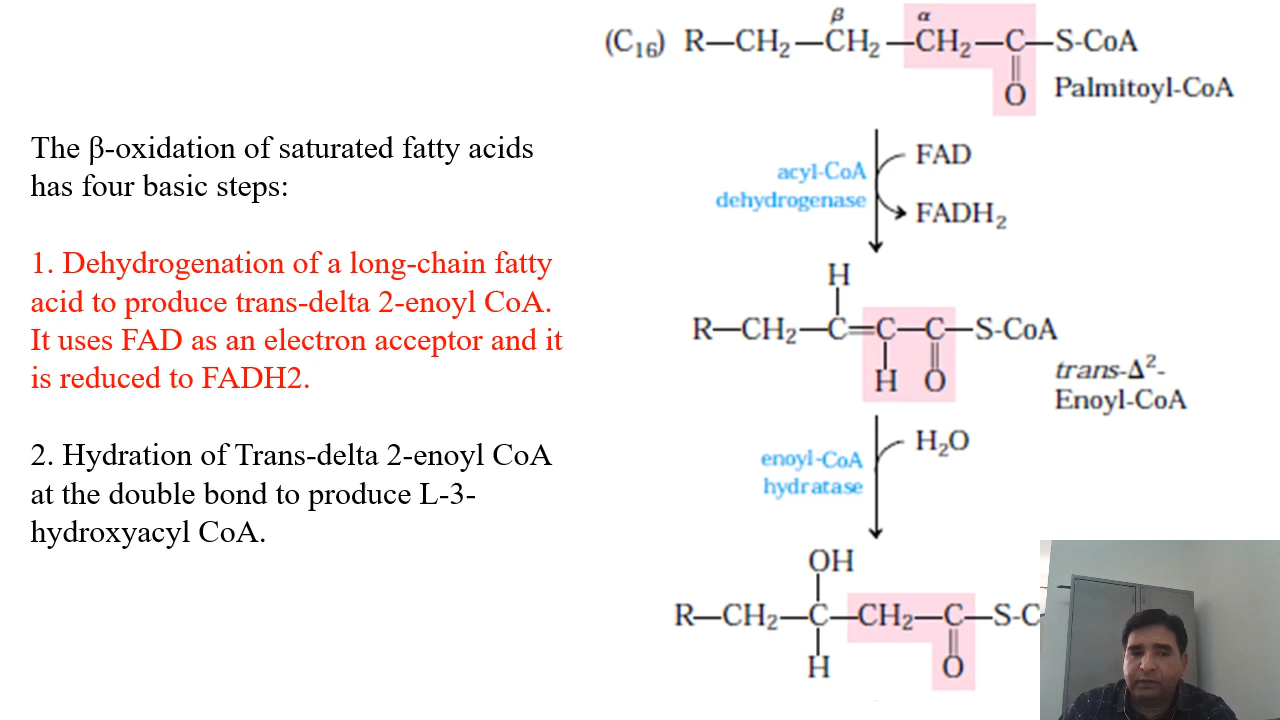 The β-oxidation of saturated fatty acids
has four basic steps:
1. Dehydrogenation of a long-chain fatty
acid to produce trans-delta 2-enoyl CoA.
It uses FAD as an electron acceptor and it
is reduced to FADH2.
2. Hydration of Trans-delta 2-enoyl CoA
at the double bond to produce L-3-
hydroxyacyl CoA.
β α
(C₁₆) R—CH₂—CH₂—CH₂—C—S-CoA
O
Palmitoyl-CoA
FAD
acyl-CoA
dehydrogenase
FADH₂
H
R—CH₂—C=C—C—S-CoA
H O
trans-Δ²-
Enoyl-CoA
H₂O
enoyl-CoA
hydratase
OH
R—CH₂—C—CH₂—C—S-C
H O